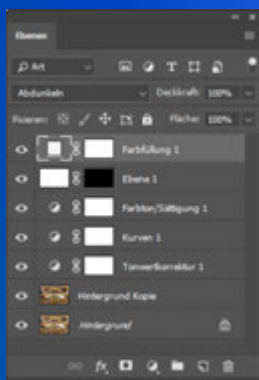 Ebenen
Art
Abdunkeln Deckkraft: 100%
Fixieren: Fläche: 100%
Farbfüllung 1
Ebene 1
Farbton/Sättigung 1
Kurven 1
Tonwertkorrektur 1
Hintergrund Kopie
Hintergrund
fx